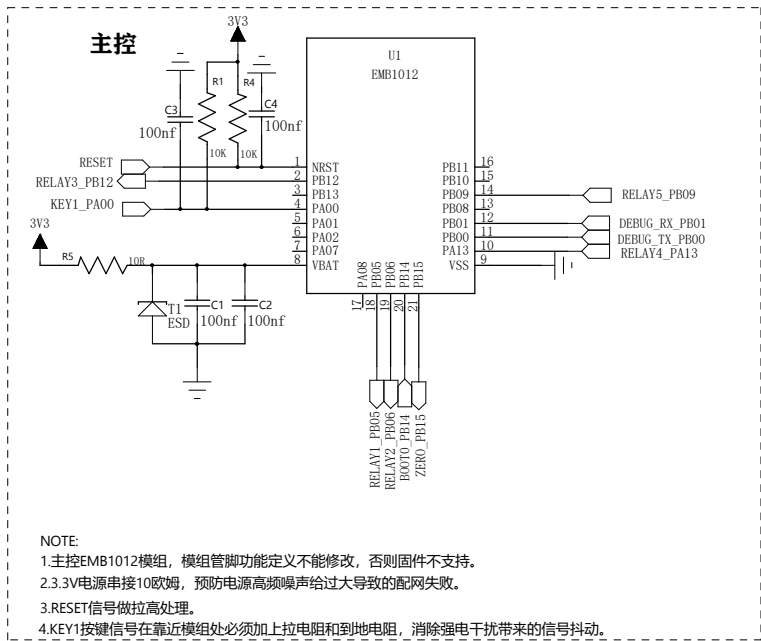 主控
3V3
U1
EMB1012
R1
R4
C3
100nf
C4
100nf
10K
10K
RESET
RELAY3_PB12
KEY1_PA00
1 NRST
2 PB12
3 PB13
4 PA00
5 PA01
6 PA02
7 PA07
8 VBAT
PB11 16
PB10 15
PB09 14
PB08 13
PB01 12
PB00 11
PA13 10
VSS 9
RELAY5_PB09
DEBUG_RX_PB01
DEBUG_TX_PB00
RELAY4_PA13
3V3
R5
10R
T1
ESD
C1
100nf
C2
100nf
PA08 17
PB05 18
PB06 19
PB14 20
PB15 21
RELAY1_PB05
RELAY2_PB06
BOOT0_PB14
ZERO_PB15
NOTE:
1.主控EMB1012模组，模组管脚功能定义不能修改，否则固件不支持。
2.3.3V电源串接10欧姆，预防电源高频噪声给过大导致的配网失败。
3.RESET信号做拉高处理。
4.KEY1按键信号在靠近模组处必须加上拉电阻和到地电阻，消除强电干扰带来的信号抖动。